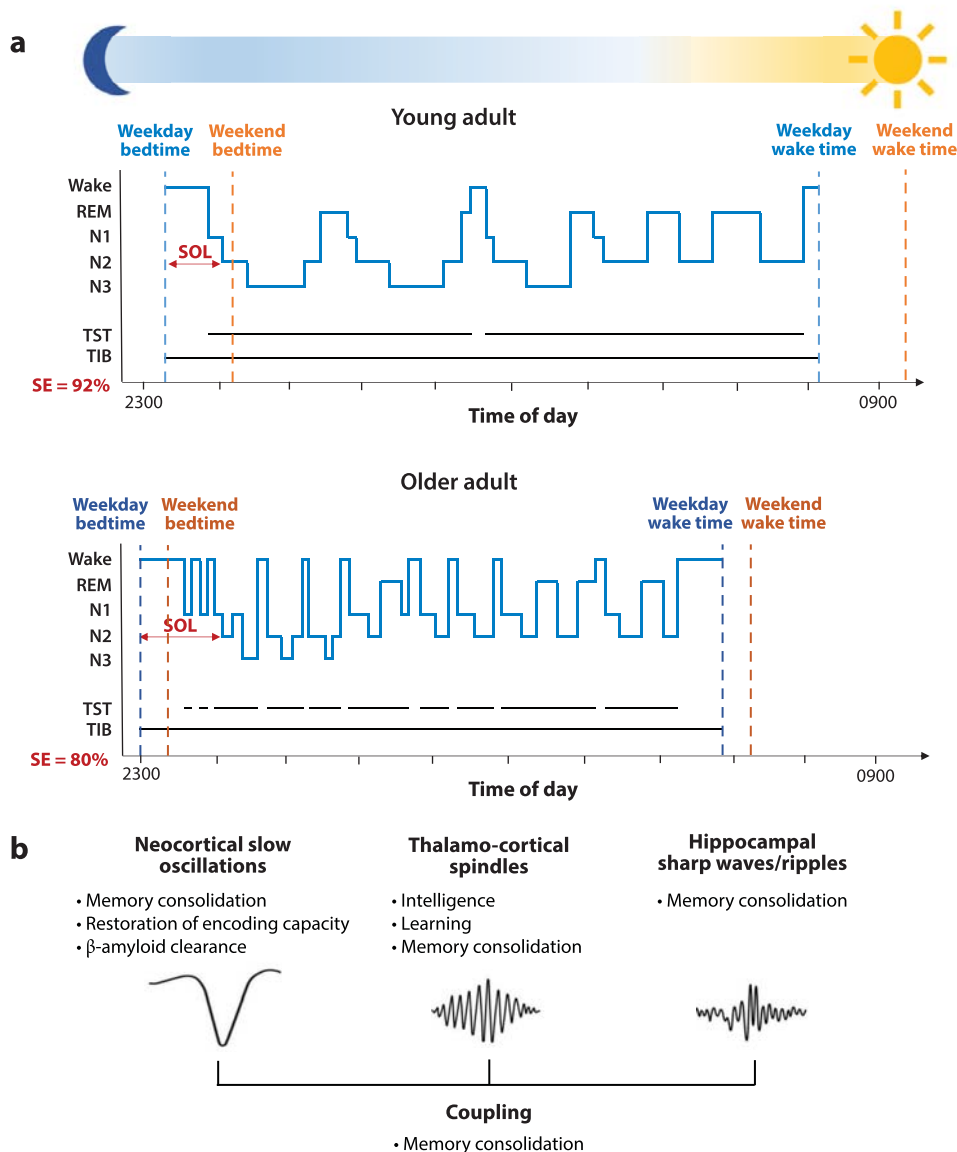 a
Young adult
Weekday
bedtime
Weekend
bedtime
Weekday
wake time
Weekend
wake time
Wake
REM
N1
SOL
N2
N3
TST
TIB
SE = 92%
2300
0900
Time of day
Older adult
Weekday
bedtime
Weekend
bedtime
Weekday
wake time
Weekend
wake time
Wake
REM
N1
SOL
N2
N3
TST
TIB
SE = 80%
2300
0900
Time of day
b
Neocortical slow
oscillations
• Memory consolidation
• Restoration of encoding capacity
• β-amyloid clearance
Thalamo-cortical
spindles
• Intelligence
• Learning
• Memory consolidation
Hippocampal
sharp waves/ripples
• Memory consolidation
Coupling
• Memory consolidation